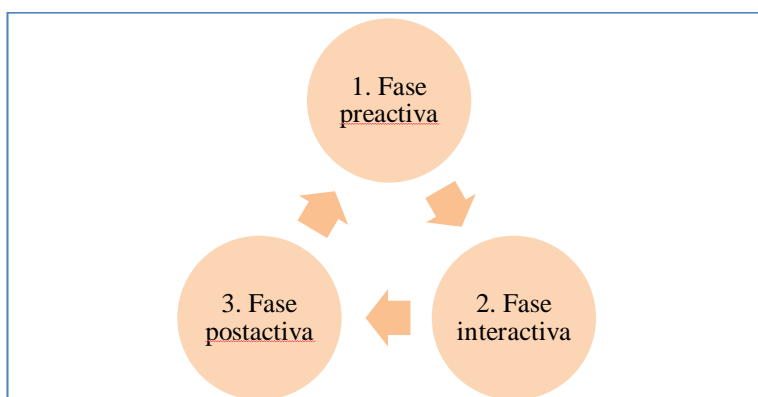 1. Fase
preactiva
2. Fase
interactiva
3. Fase
postactiva